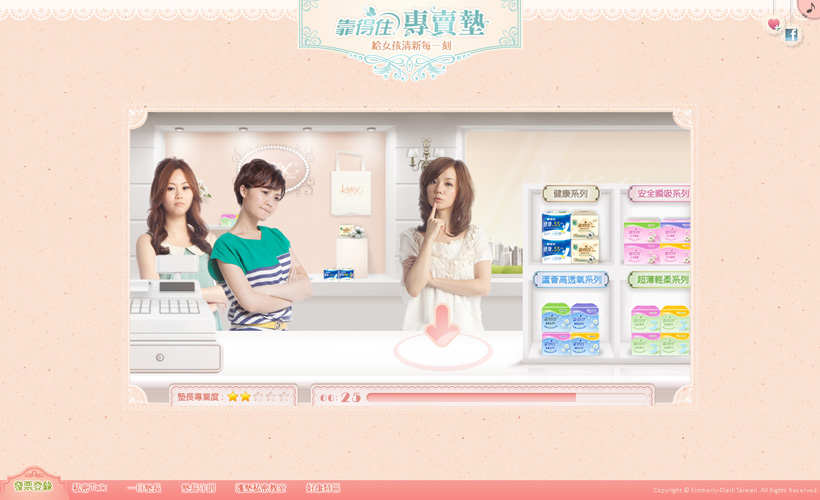 靠得住 專賣墊
給女孩清新每一刻
kotex
健康系列
安全瞬吸系列
蘆薈高透氧系列
超薄輕柔系列
墊長專業度：
00:25
發票登錄
私密Talk
一日墊長
墊長守則
護墊私密教室
好康特區
Copyright © Kimberly-Clark Taiwan. All Rights Reserved